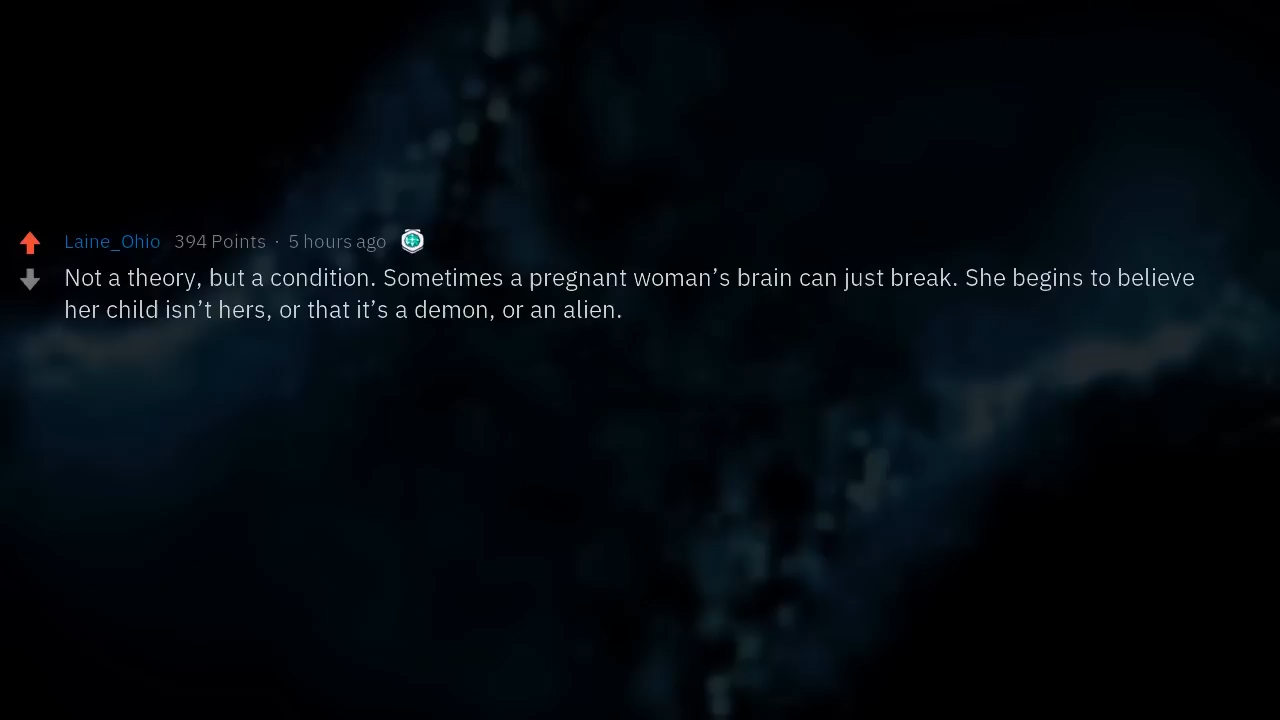 Laine_Ohio 394 Points · 5 hours ago
Not a theory, but a condition. Sometimes a pregnant woman’s brain can just break. She begins to believe
her child isn’t hers, or that it’s a demon, or an alien.